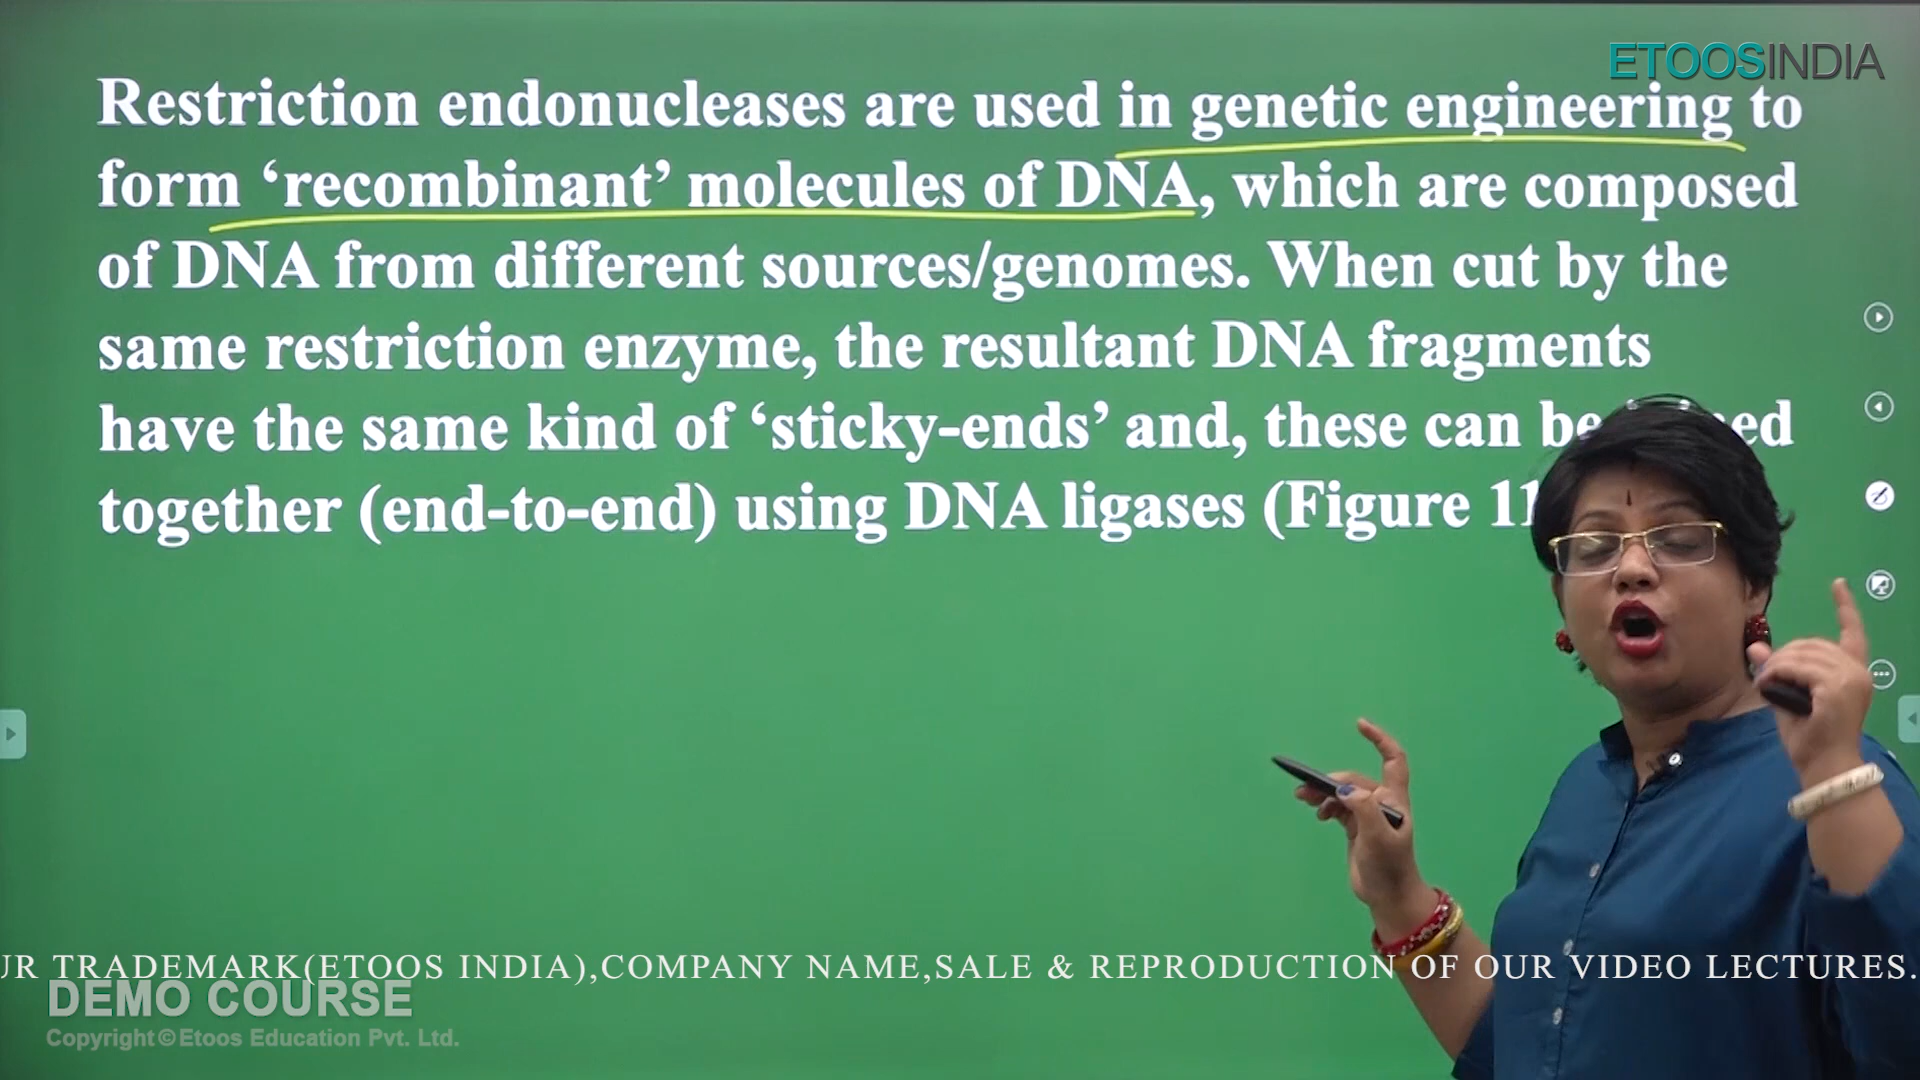 ETOOSINDIA
Restriction endonucleases are used in genetic engineering to
form ‘recombinant’ molecules of DNA, which are composed
of DNA from different sources/genomes. When cut by the
same restriction enzyme, the resultant DNA fragments
have the same kind of ‘sticky-ends’ and, these can be
together (end-to-end) using DNA ligases (Figure 11
TRADEMARK(ETOOS INDIA),COMPANY NAME,SALE & REPRODUCTION OF OUR VIDEO LECTURES.
DEMO COURSE
Copyright©Etoos Education Pvt. Ltd.